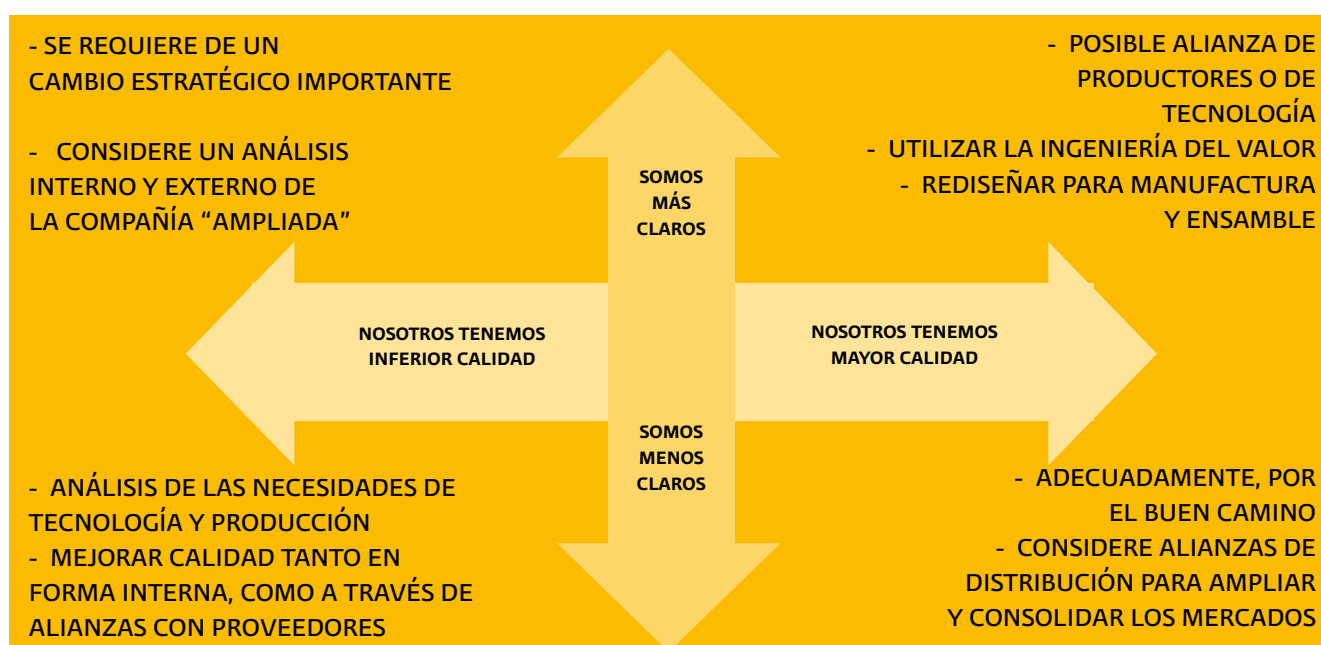 - SE REQUIERE DE UN
CAMBIO ESTRATÉGICO IMPORTANTE
- CONSIDERE UN ANÁLISIS
INTERNO Y EXTERNO DE
LA COMPAÑÍA “AMPLIADA”
- POSIBLE ALIANZA DE
PRODUCTORES O DE
TECNOLOGÍA
- UTILIZAR LA INGENIERÍA DEL VALOR
- REDISEÑAR PARA MANUFACTURA
Y ENSAMBLE
SOMOS
MÁS
CLAROS
NOSOTROS TENEMOS
INFERIOR CALIDAD
NOSOTROS TENEMOS
MAYOR CALIDAD
SOMOS
MENOS
CLAROS
- ANÁLISIS DE LAS NECESIDADES DE
TECNOLOGÍA Y PRODUCCIÓN
- MEJORAR CALIDAD TANTO EN
FORMA INTERNA, COMO A TRAVÉS DE
ALIANZAS CON PROVEEDORES
- ADECUADAMENTE, POR
EL BUEN CAMINO
- CONSIDERE ALIANZAS DE
DISTRIBUCIÓN PARA AMPLIAR
Y CONSOLIDAR LOS MERCADOS